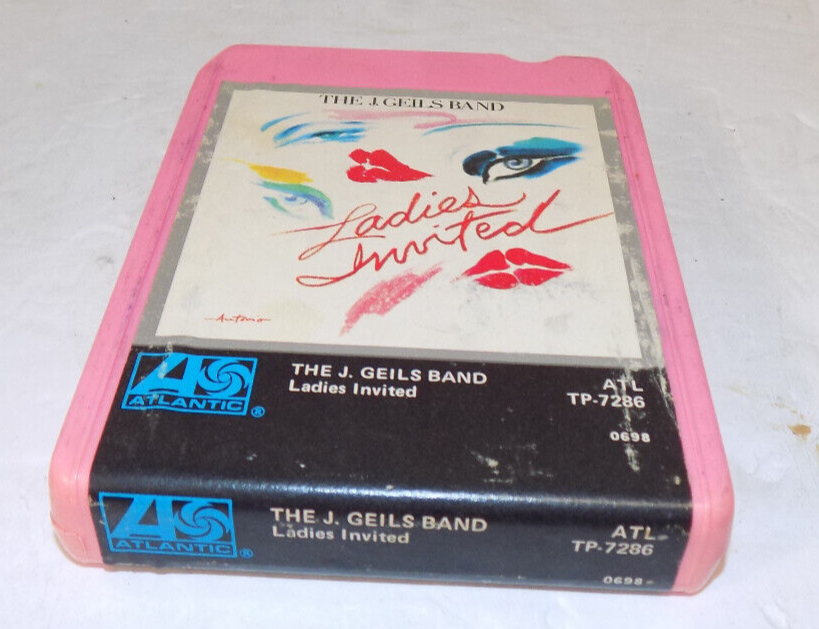 THE J. GEILS BAND
Ladies
Invited
Antonio
ATLANTIC®
THE J. GEILS BAND
Ladies Invited
ATL
TP-7286
0698
ATLANTIC®
THE J. GEILS BAND
Ladies Invited
ATL
TP-7286
0698